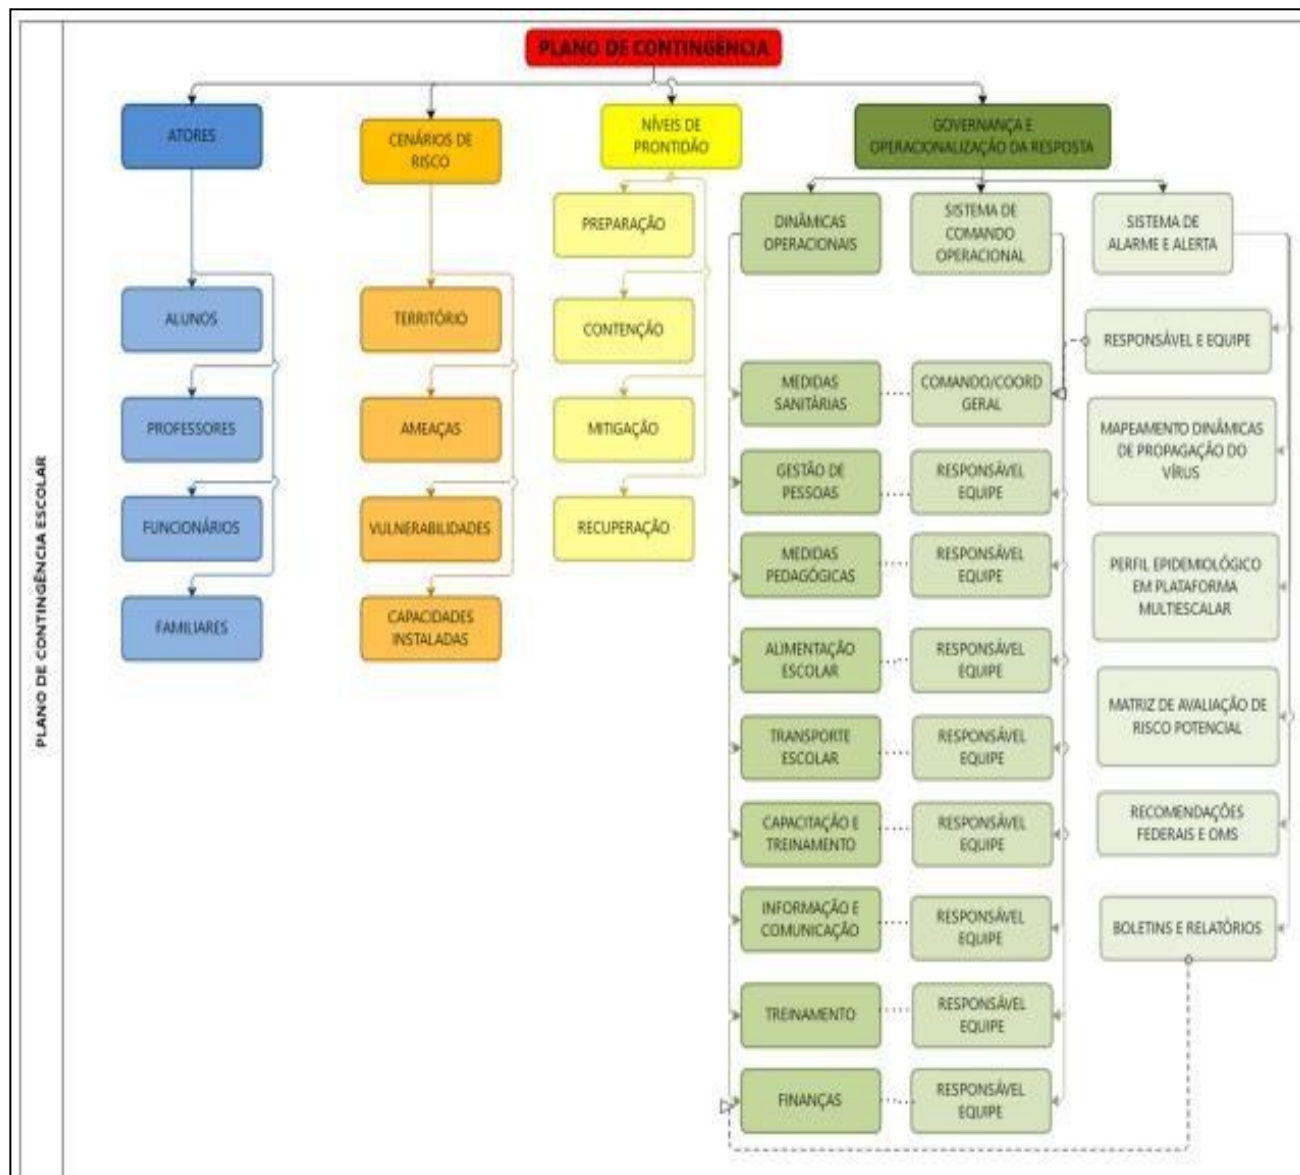 PLANO DE CONTINGÊNCIA ESCOLAR
PLANO DE CONTINGÊNCIA
ATORES
ALUNOS
PROFESSORES
FUNCIONÁRIOS
FAMILIARES
CENÁRIOS DE
RISCO
TERRITÓRIO
AMEAÇAS
VULNERABILIDADES
CAPACIDADES
INSTALADAS
NÍVEIS DE
PRONTIDÃO
PREPARAÇÃO
CONTENÇÃO
MITIGAÇÃO
RECUPERAÇÃO
GOVERNANÇA E
OPERACIONALIZAÇÃO DA RESPOSTA
DINÂMICAS
OPERACIONAIS
MEDIDAS
SANITÁRIAS
GESTÃO DE
PESSOAS
MEDIDAS
PEDAGÓGICAS
ALIMENTAÇÃO
ESCOLAR
TRANSPORTE
ESCOLAR
CAPACITAÇÃO E
TREINAMENTO
INFORMAÇÃO E
COMUNICAÇÃO
TREINAMENTO
FINANÇAS
SISTEMA DE
COMANDO
OPERACIONAL
COMANDO/COORD
GERAL
RESPONSÁVEL
EQUIPE
RESPONSÁVEL
EQUIPE
RESPONSÁVEL
EQUIPE
RESPONSÁVEL
EQUIPE
RESPONSÁVEL
EQUIPE
RESPONSÁVEL
EQUIPE
RESPONSÁVEL
EQUIPE
RESPONSÁVEL
EQUIPE
SISTEMA DE
ALARME E ALERTA
RESPONSÁVEL E EQUIPE
MAPEAMENTO DINÂMICAS
DE PROPAGAÇÃO DO
VÍRUS
PERFIL EPIDEMIOLÓGICO
EM PLATAFORMA
MULTIESCALAR
MATRIZ DE AVALIAÇÃO DE
RISCO POTENCIAL
RECOMENDAÇÕES
FEDERAIS E OMS
BOLETINS E RELATÓRIOS